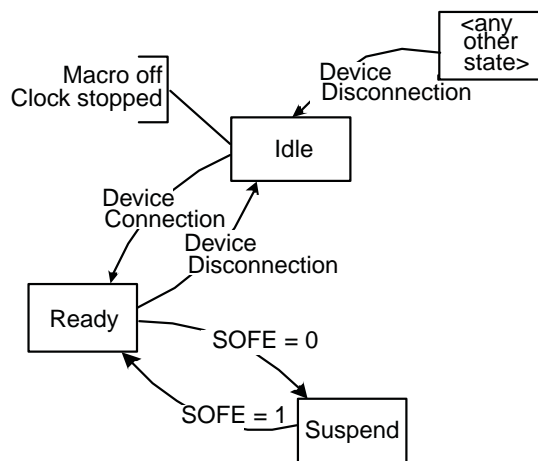 <any
other
state>
Macro off
Clock stopped
Device
Disconnection
Idle
Device
Connection
Device
Disconnection
Ready
SOFE = 0
SOFE = 1
Suspend